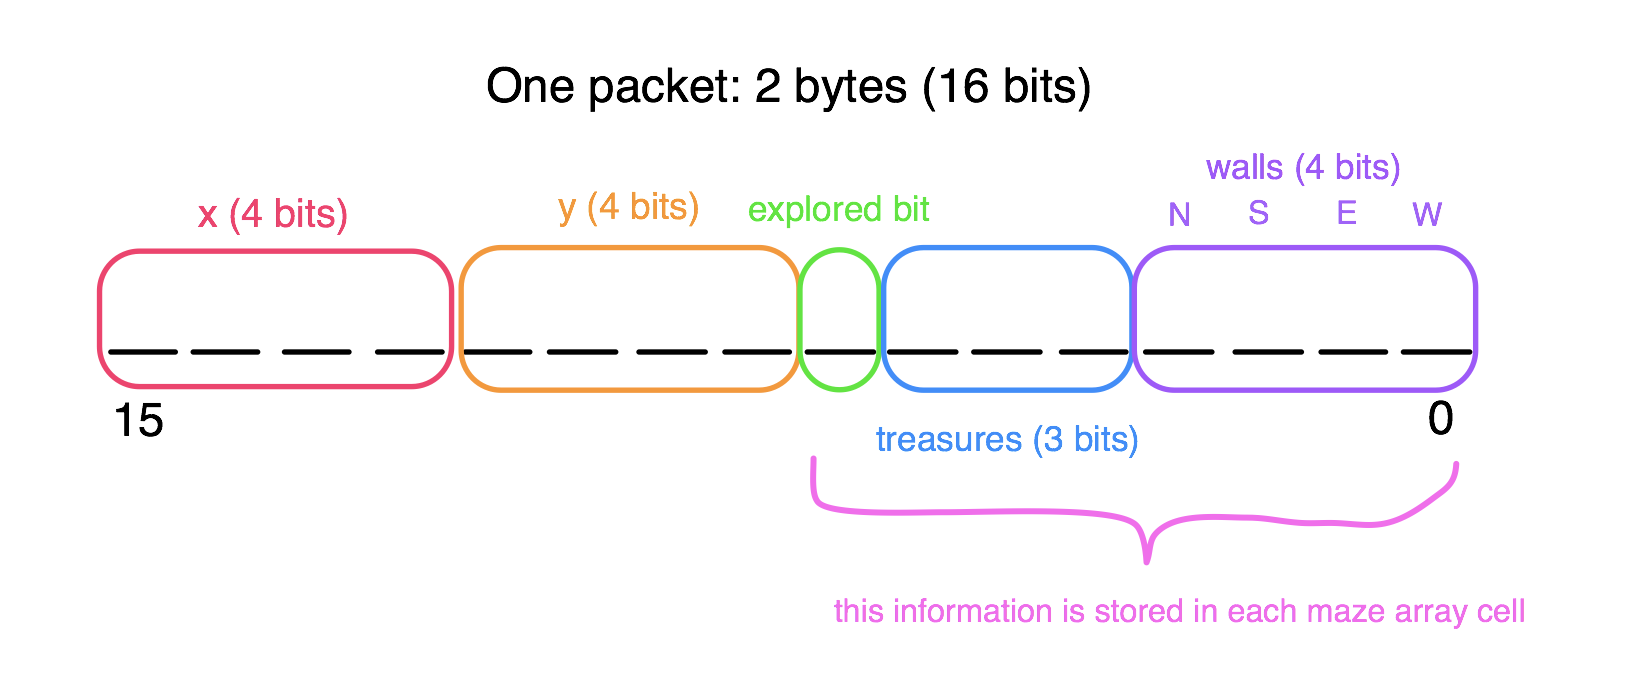 One packet: 2 bytes (16 bits)
walls (4 bits)
x (4 bits)
y (4 bits)
explored bit
N S E W
15
0
treasures (3 bits)
this information is stored in each maze array cell